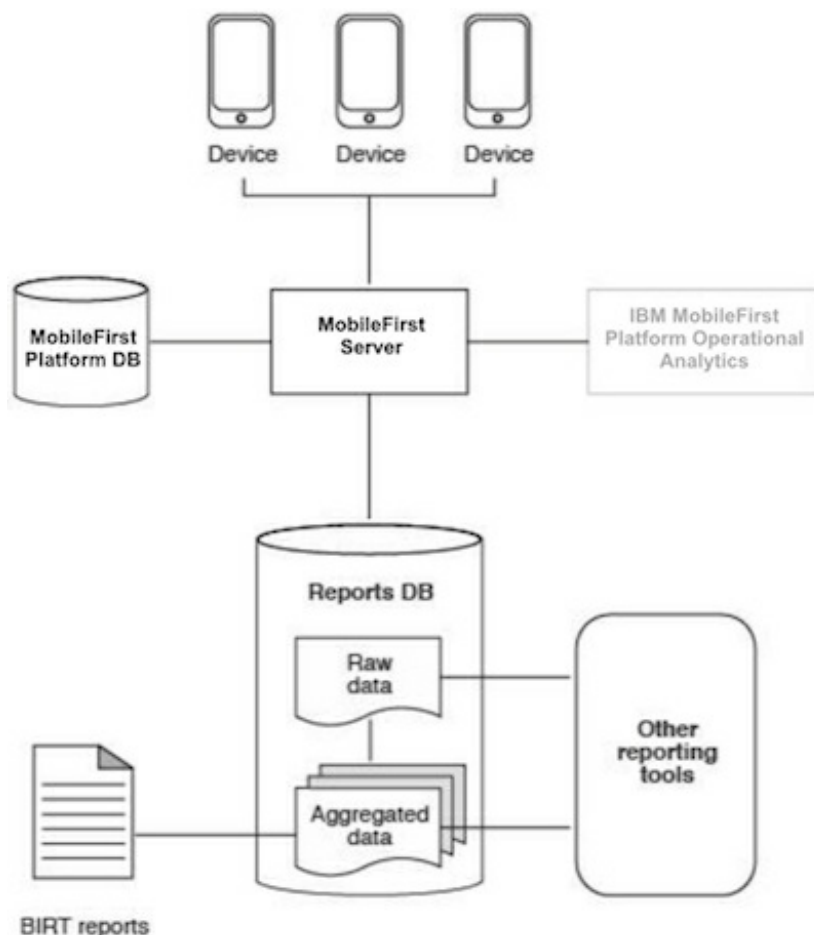 Device
Device
Device
MobileFirst
Platform DB
MobileFirst
Server
IBM MobileFirst
Platform Operational
Analytics
Reports DB
Raw
data
Other
reporting
tools
Aggregated
data
BIRT reports